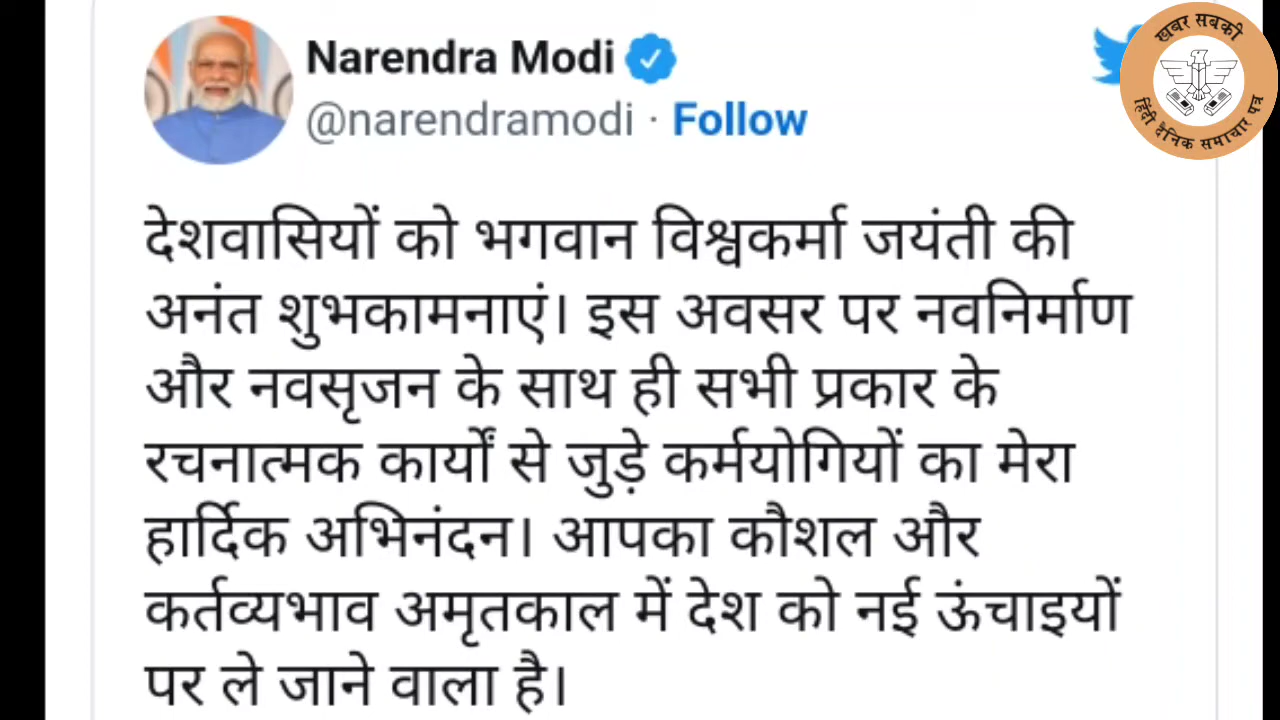 Narendra Modi
@narendramodi · Follow
खबर सबकी
हिंदी दैनिक समाचार पत्र
देशवासियों को भगवान विश्वकर्मा जयंती की
अनंत शुभकामनाएं। इस अवसर पर नवनिर्माण
और नवसृजन के साथ ही सभी प्रकार के
रचनात्मक कार्यों से जुड़े कर्मयोगियों का मेरा
हार्दिक अभिनंदन। आपका कौशल और
कर्तव्यभाव अमृतकाल में देश को नई ऊंचाइयों
पर ले जाने वाला है।